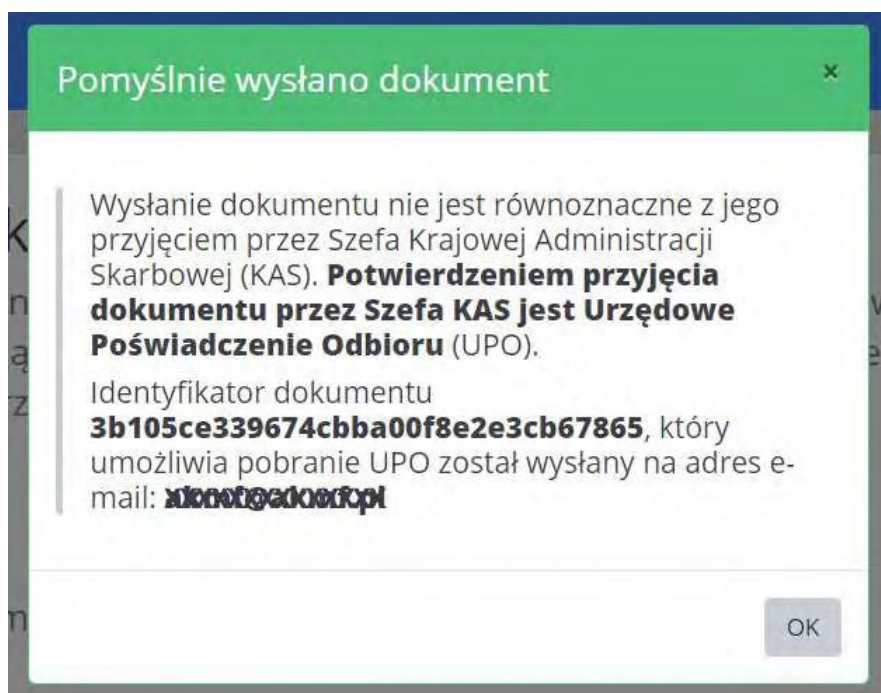 Pomyślnie wysłano dokument ×
Wysłanie dokumentu nie jest równoznaczne z jego
przyjęciem przez Szefa Krajowej Administracji
Skarbowej (KAS). Potwierdzeniem przyjęcia
dokumentu przez Szefa KAS jest Urzędowe
Poświadczenie Odbioru (UPO).
Identyfikator dokumentu
3b105ce339674cbba00f8e2e3cb67865, który
umożliwia pobranie UPO został wysłany na adres e-
mail:
OK